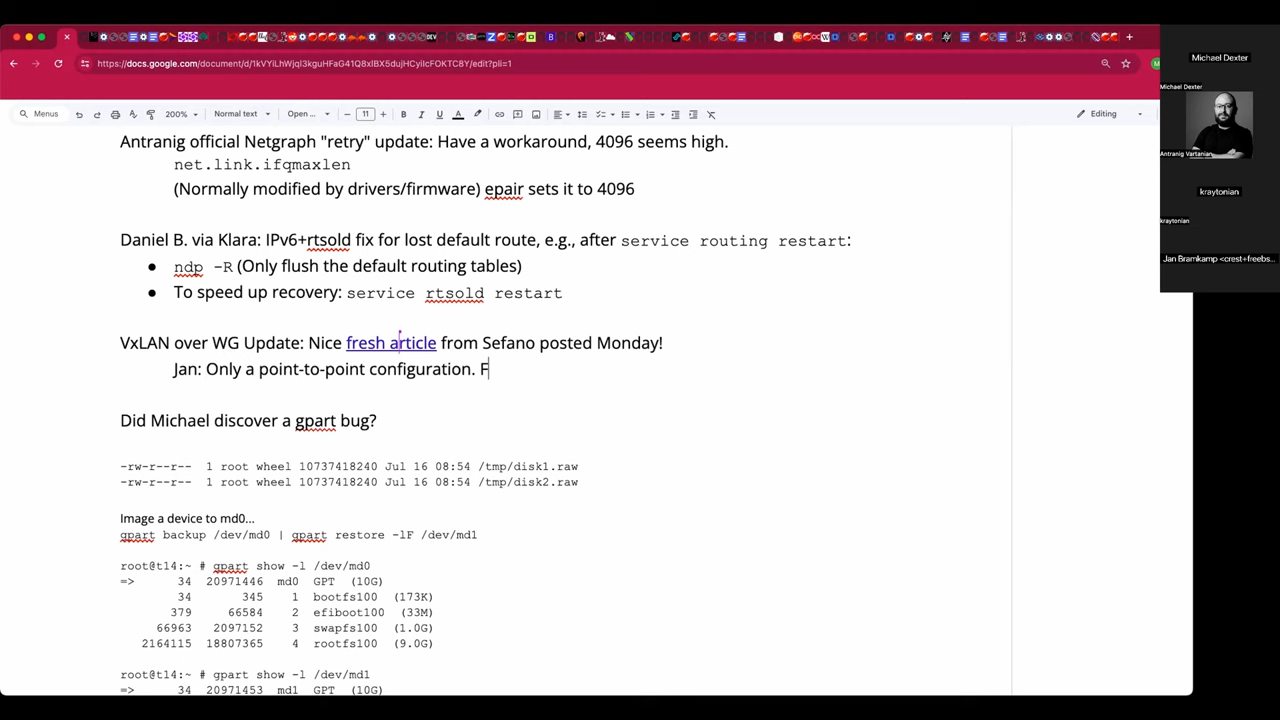 https://docs.google.com/document/d/1kVYiLhWjqI3kguHFaG41Q8xlBX5dujHCyiIcFOKTC8Y/edit?pli=1
Menus
200%
Normal text
Open ...
11
Editing
Antranig official Netgraph "retry" update: Have a workaround, 4096 seems high.
net.link.ifqmaxlen
(Normally modified by drivers/firmware) epair sets it to 4096
Daniel B. via Klara: IPv6+rtsold fix for lost default route, e.g., after service routing restart:
● ndp -R (Only flush the default routing tables)
● To speed up recovery: service rtsold restart
VxLAN over WG Update: Nice fresh article from Sefano posted Monday!
Jan: Only a point-to-point configuration. F
Did Michael discover a gpart bug?
-rw-r--r-- 1 root wheel 10737418240 Jul 16 08:54 /tmp/disk1.raw
-rw-r--r-- 1 root wheel 10737418240 Jul 16 08:54 /tmp/disk2.raw
Image a device to md0...
gpart backup /dev/md0 | gpart restore -lF /dev/md1
root@t14:~ # gpart show -l /dev/md0
=> 34 20971446 md0 GPT (10G)
34 345 1 bootfs100 (173K)
379 66584 2 efiboot100 (33M)
66963 2097152 3 swapfs100 (1.0G)
2164115 18807365 4 rootfs100 (9.0G)
root@t14:~ # gpart show -l /dev/md1
=> 34 20971453 md1 GPT (10G)
Michael Dexter
Michael Dexter
Antranig Vartanian
kraytonian
kraytonian
Jan Bramkamp <crest+freebs...